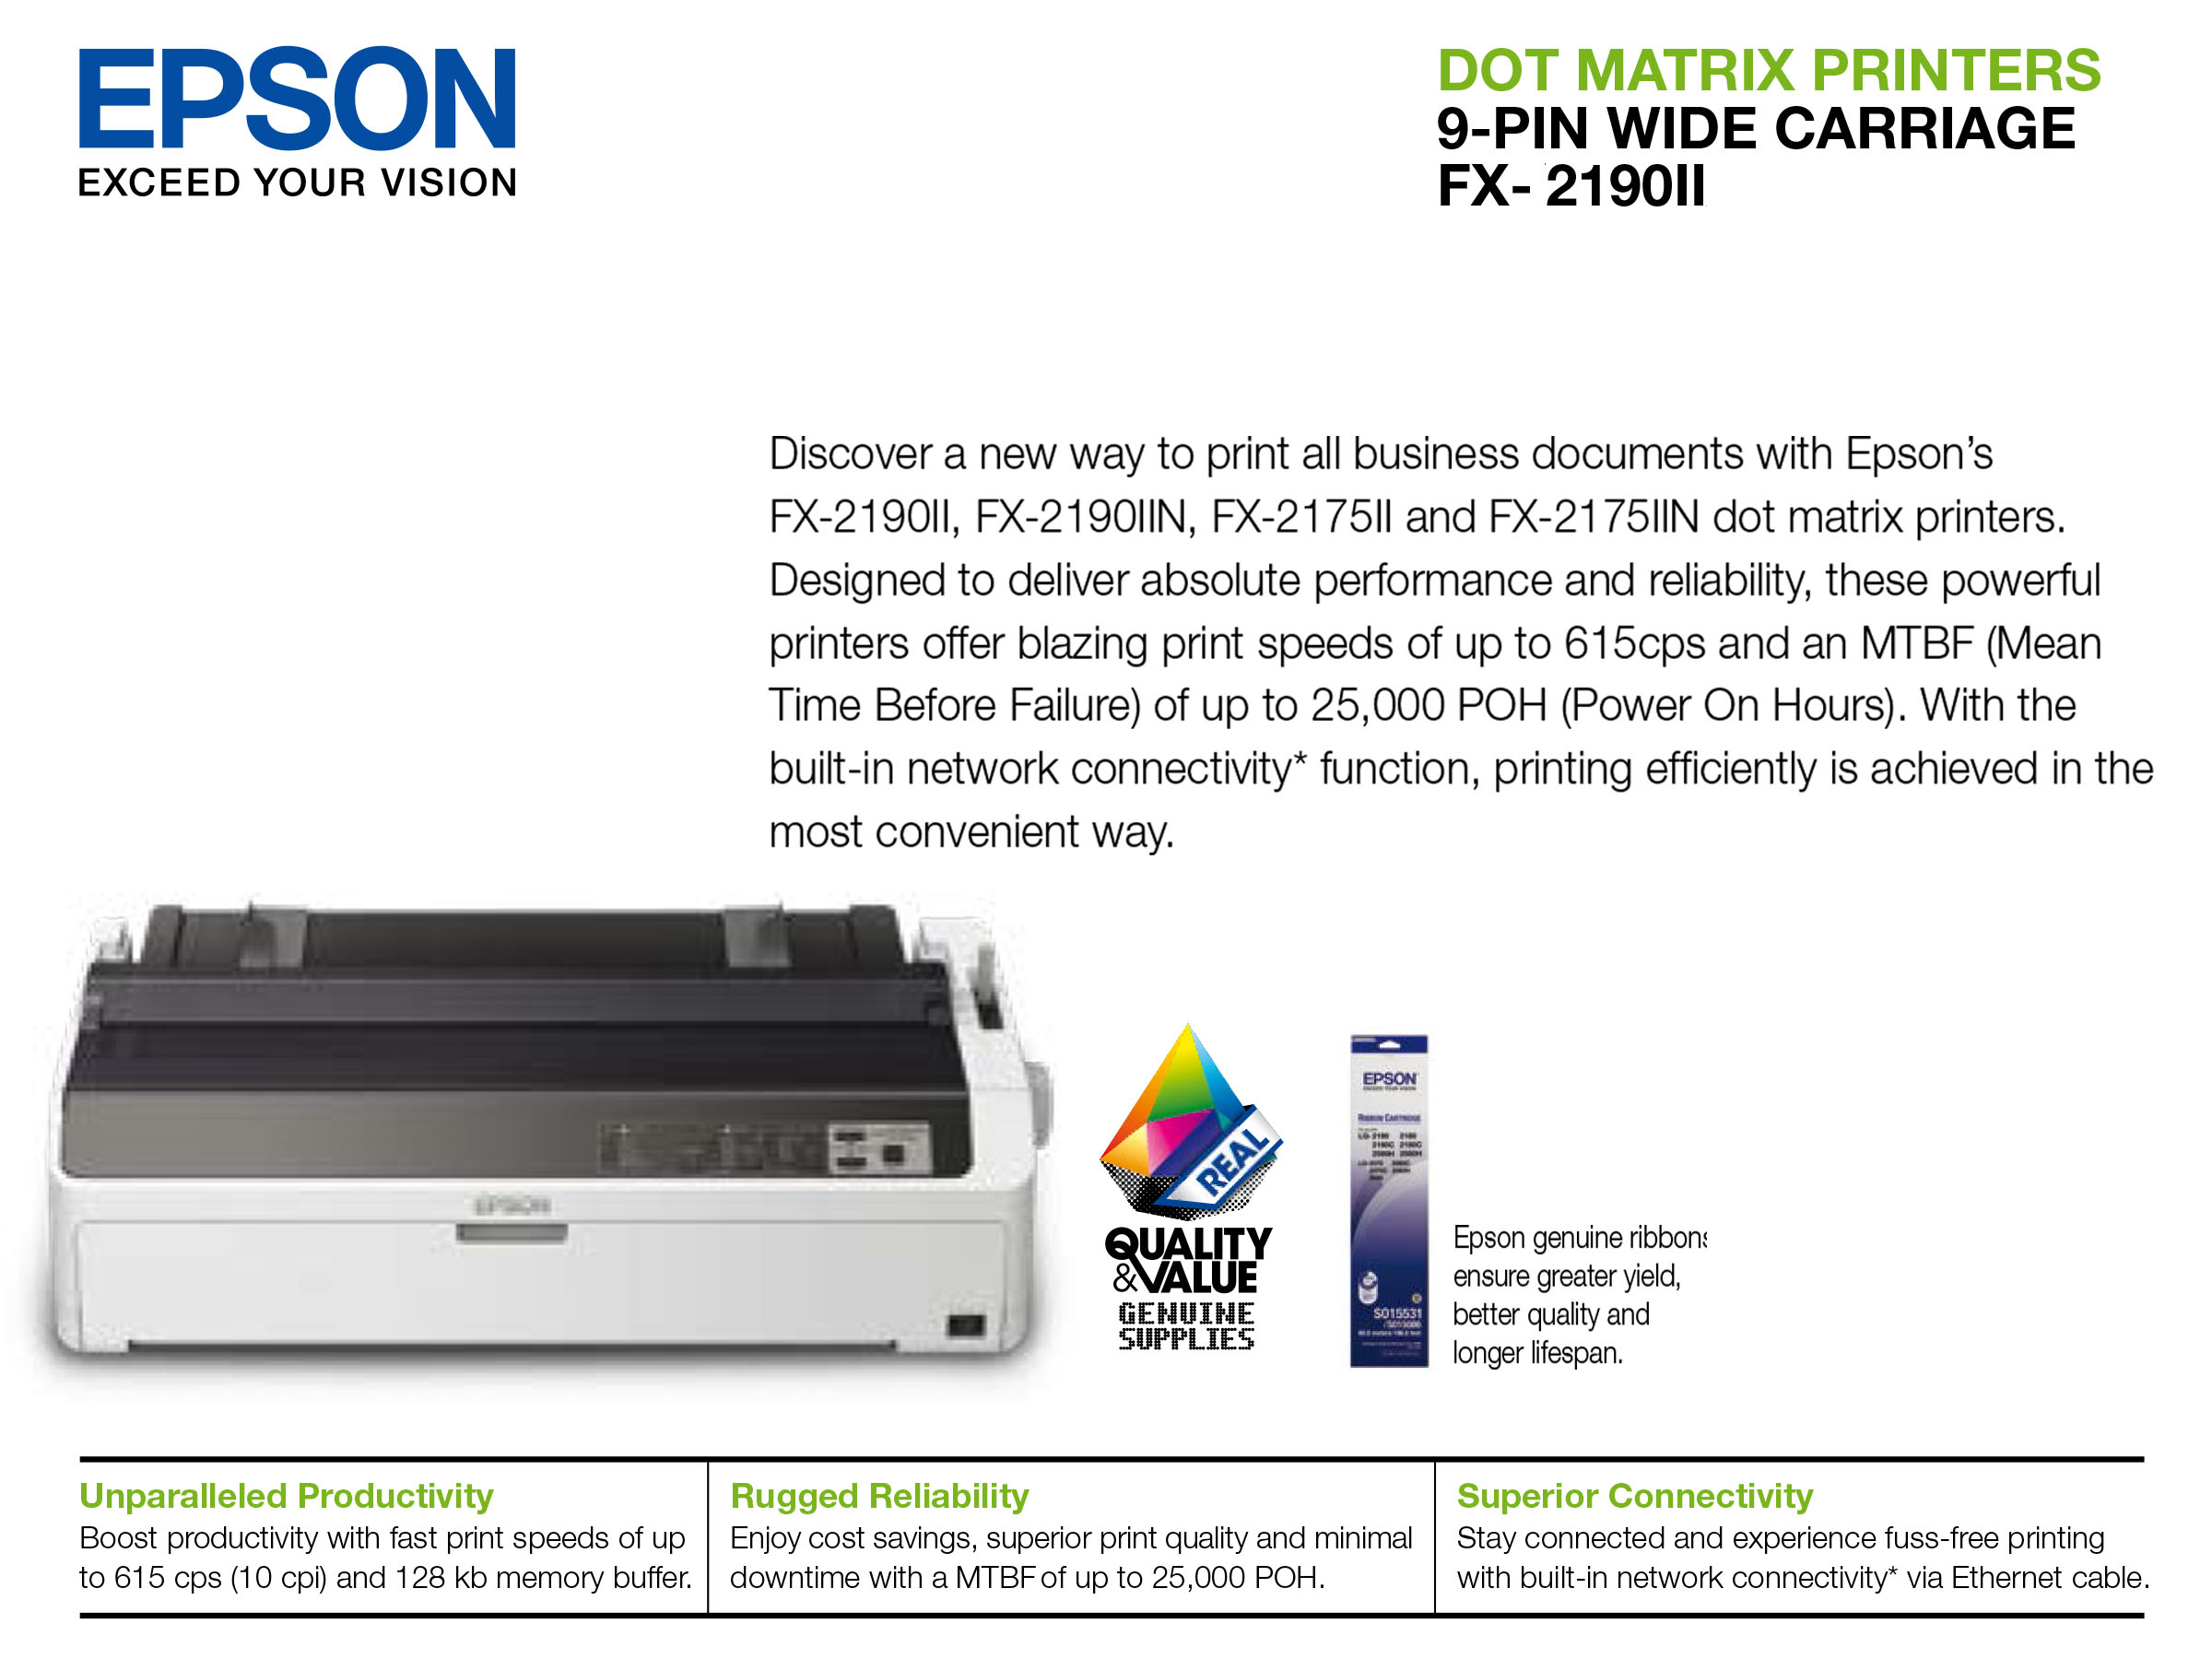 EPSON
EXCEED YOUR VISION
DOT MATRIX PRINTERS
9-PIN WIDE CARRIAGE
FX- 2190II
Discover a new way to print all business documents with Epson’s
FX-2190II, FX-2190IIN, FX-2175II and FX-2175IIN dot matrix printers.
Designed to deliver absolute performance and reliability, these powerful
printers offer blazing print speeds of up to 615cps and an MTBF (Mean
Time Before Failure) of up to 25,000 POH (Power On Hours). With the
built-in network connectivity* function, printing efficiently is achieved in the
most convenient way.
EPSON
REAL
QUALITY
&VALUE
GENUINE
SUPPLIES
EPSON
EXCEED YOUR VISION
RIBBON CARTRIDGE
S015531
Epson genuine ribbons
ensure greater yield,
better quality and
longer lifespan.
Unparalleled Productivity
Boost productivity with fast print speeds of up
to 615 cps (10 cpi) and 128 kb memory buffer.
Rugged Reliability
Enjoy cost savings, superior print quality and minimal
downtime with a MTBF of up to 25,000 POH.
Superior Connectivity
Stay connected and experience fuss-free printing
with built-in network connectivity* via Ethernet cable.